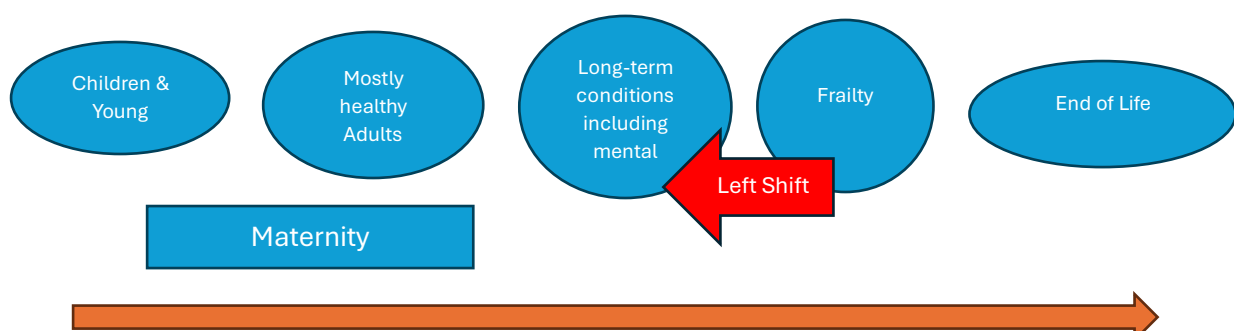 Children &
Young
Mostly
healthy
Adults
Long-term
conditions
including
mental
Frailty
End of Life
Left Shift
Maternity